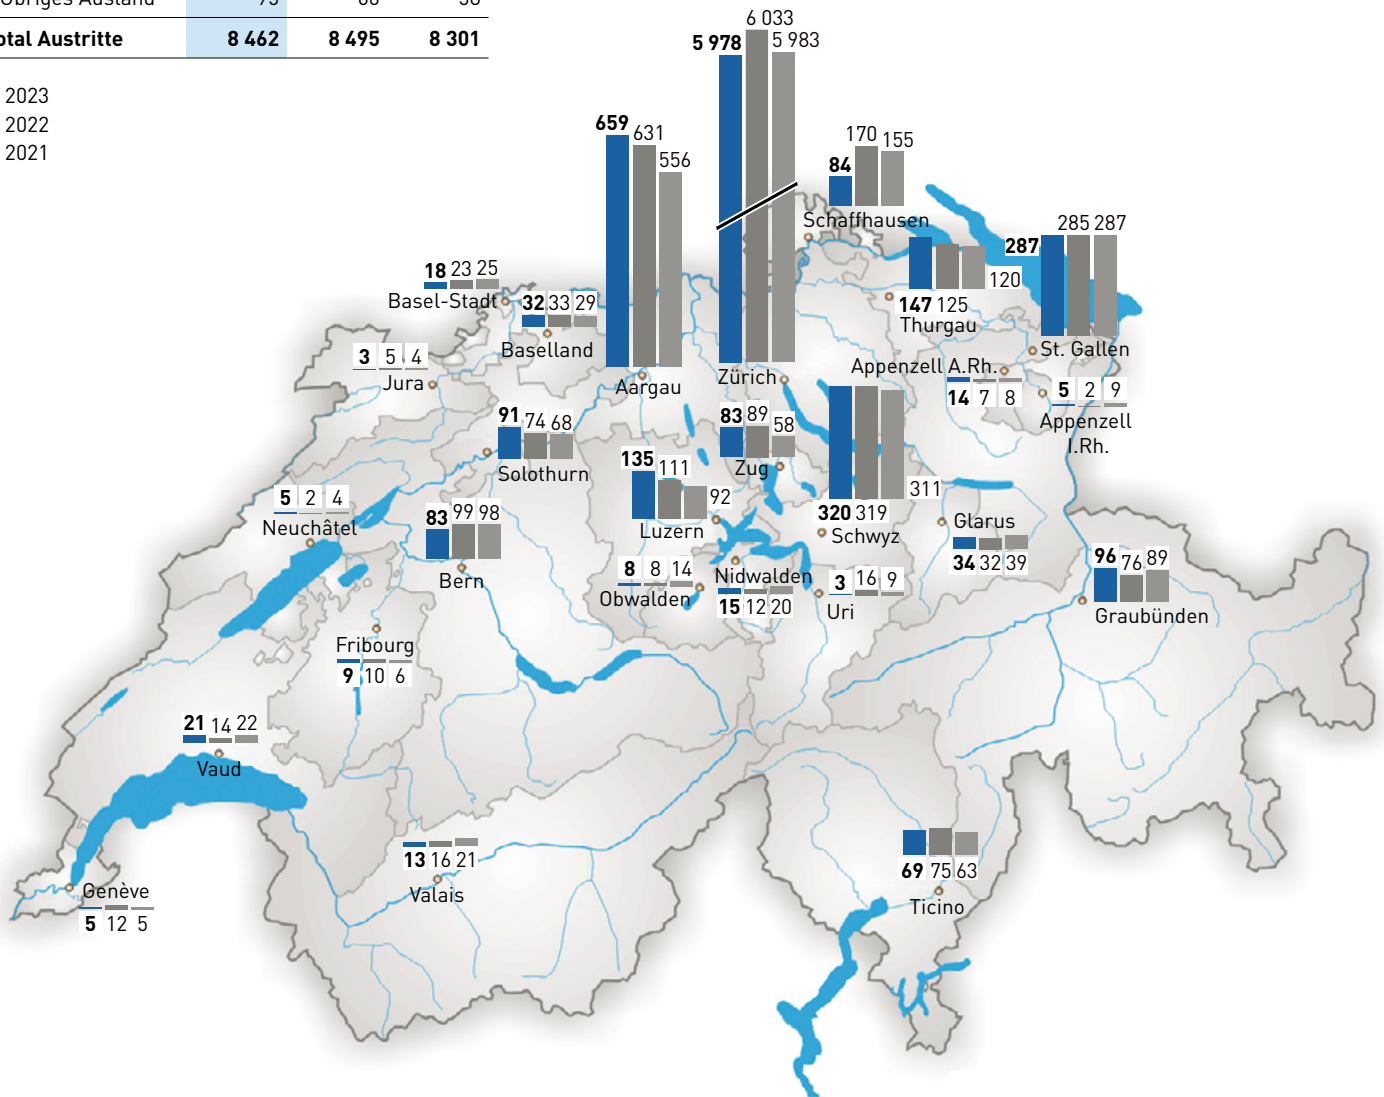 Übriges Ausland
otal Austritte 8 462 8 495 8 301
2023
2022
2021
6 033
5 978 5 983
659 631 556
170 155
84
Schaffhausen
285 287
287
St. Gallen
120
147 125
Thurgau
18 23 25
Basel-Stadt
32 33 29
Baselland
3 5 4
Jura
Aargau
Zürich
Appenzell A.Rh.
14 7 8
5 2 9
Appenzell
I.Rh.
91 74 68
Solothurn
83 89 58
Zug
135 111 92
Luzern
311
320 319
Schwyz
Glarus
34 32 39
5 2 4
Neuchâtel
83 99 98
Bern
8 8 14
Obwalden
Nidwalden
15 12 20
3 16 9
Uri
96 76 89
Graubünden
Fribourg
9 10 6
21 14 22
Vaud
13 16 21
Valais
69 75 63
Ticino
Genève
5 12 5